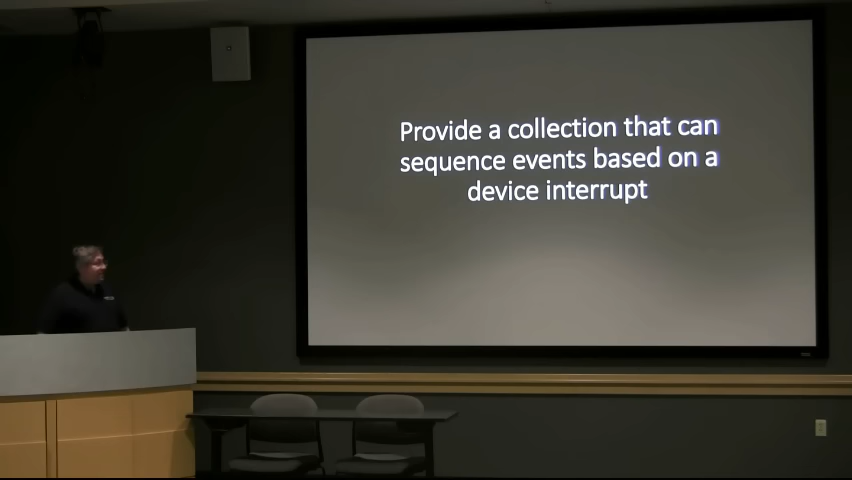 Provide a collection that can
sequence events based on a
device interrupt